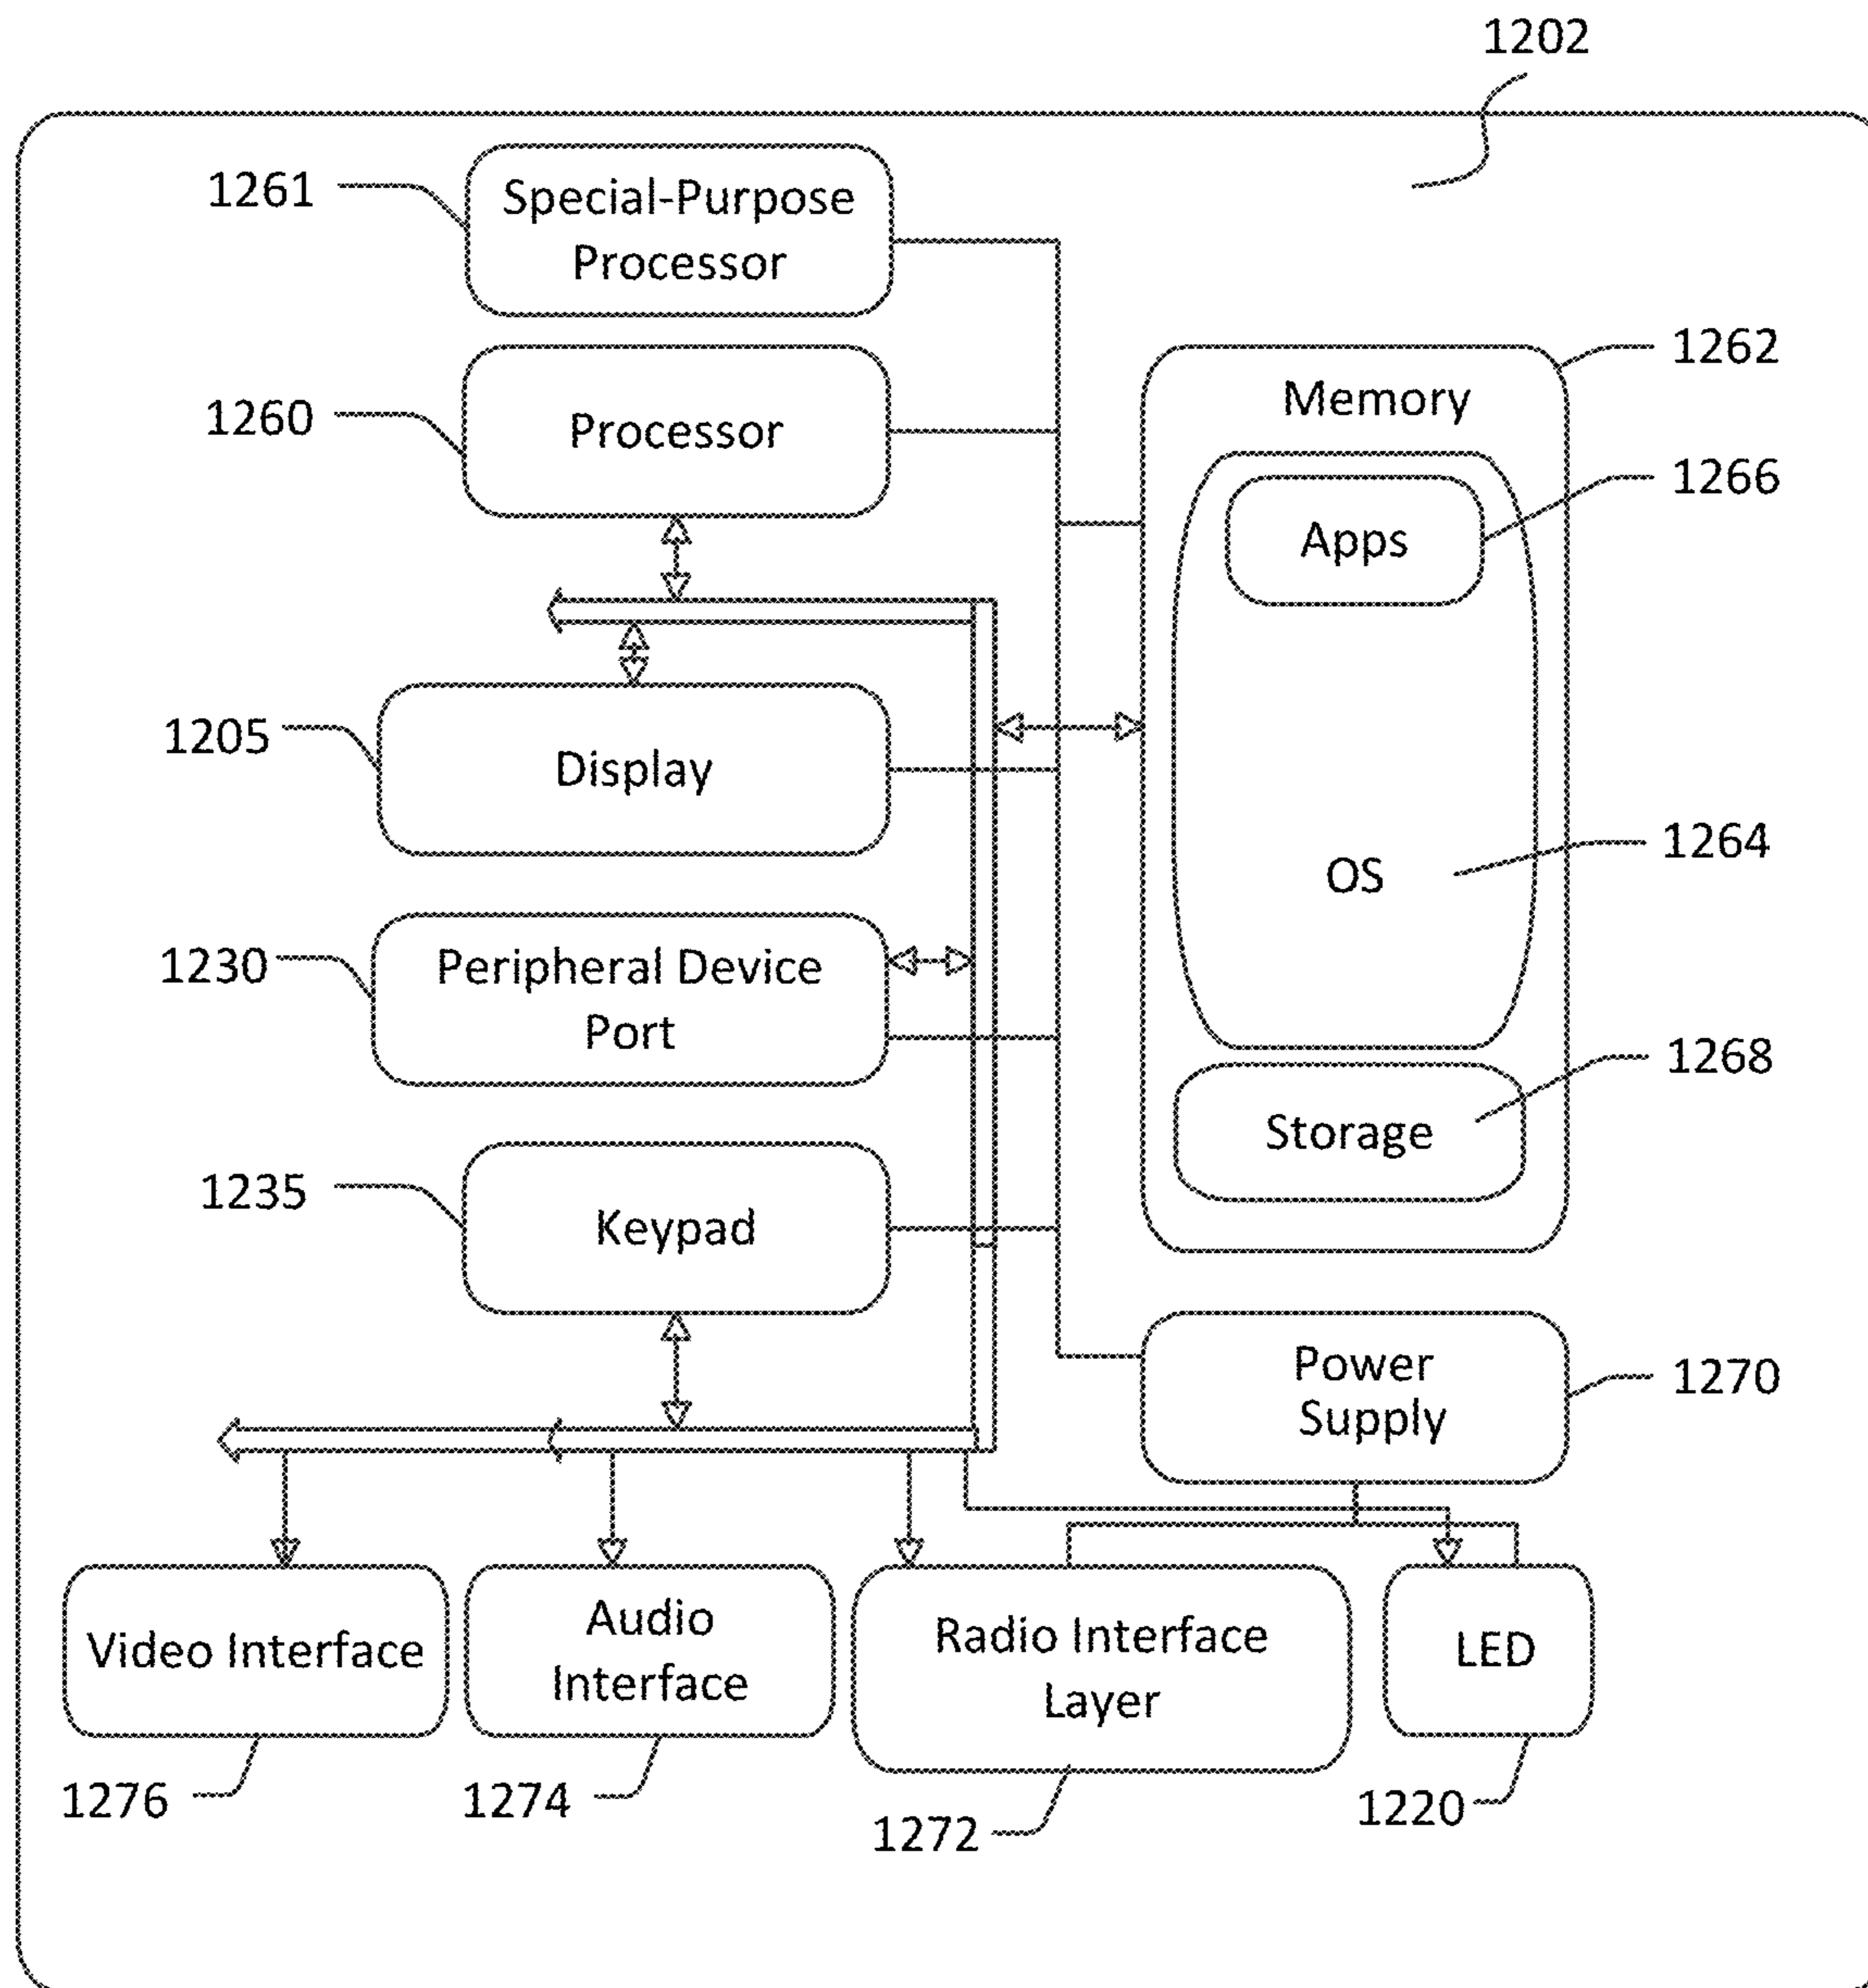 1202
1261
Special-Purpose
Processor
1262
Memory
1260
Processor
1266
Apps
1205
Display
1264
OS
1230
Peripheral Device
Port
1268
Storage
1235
Keypad
Power
Supply
1270
Video Interface
Audio
Interface
Radio Interface
Layer
LED
1276
1274
1272
1220